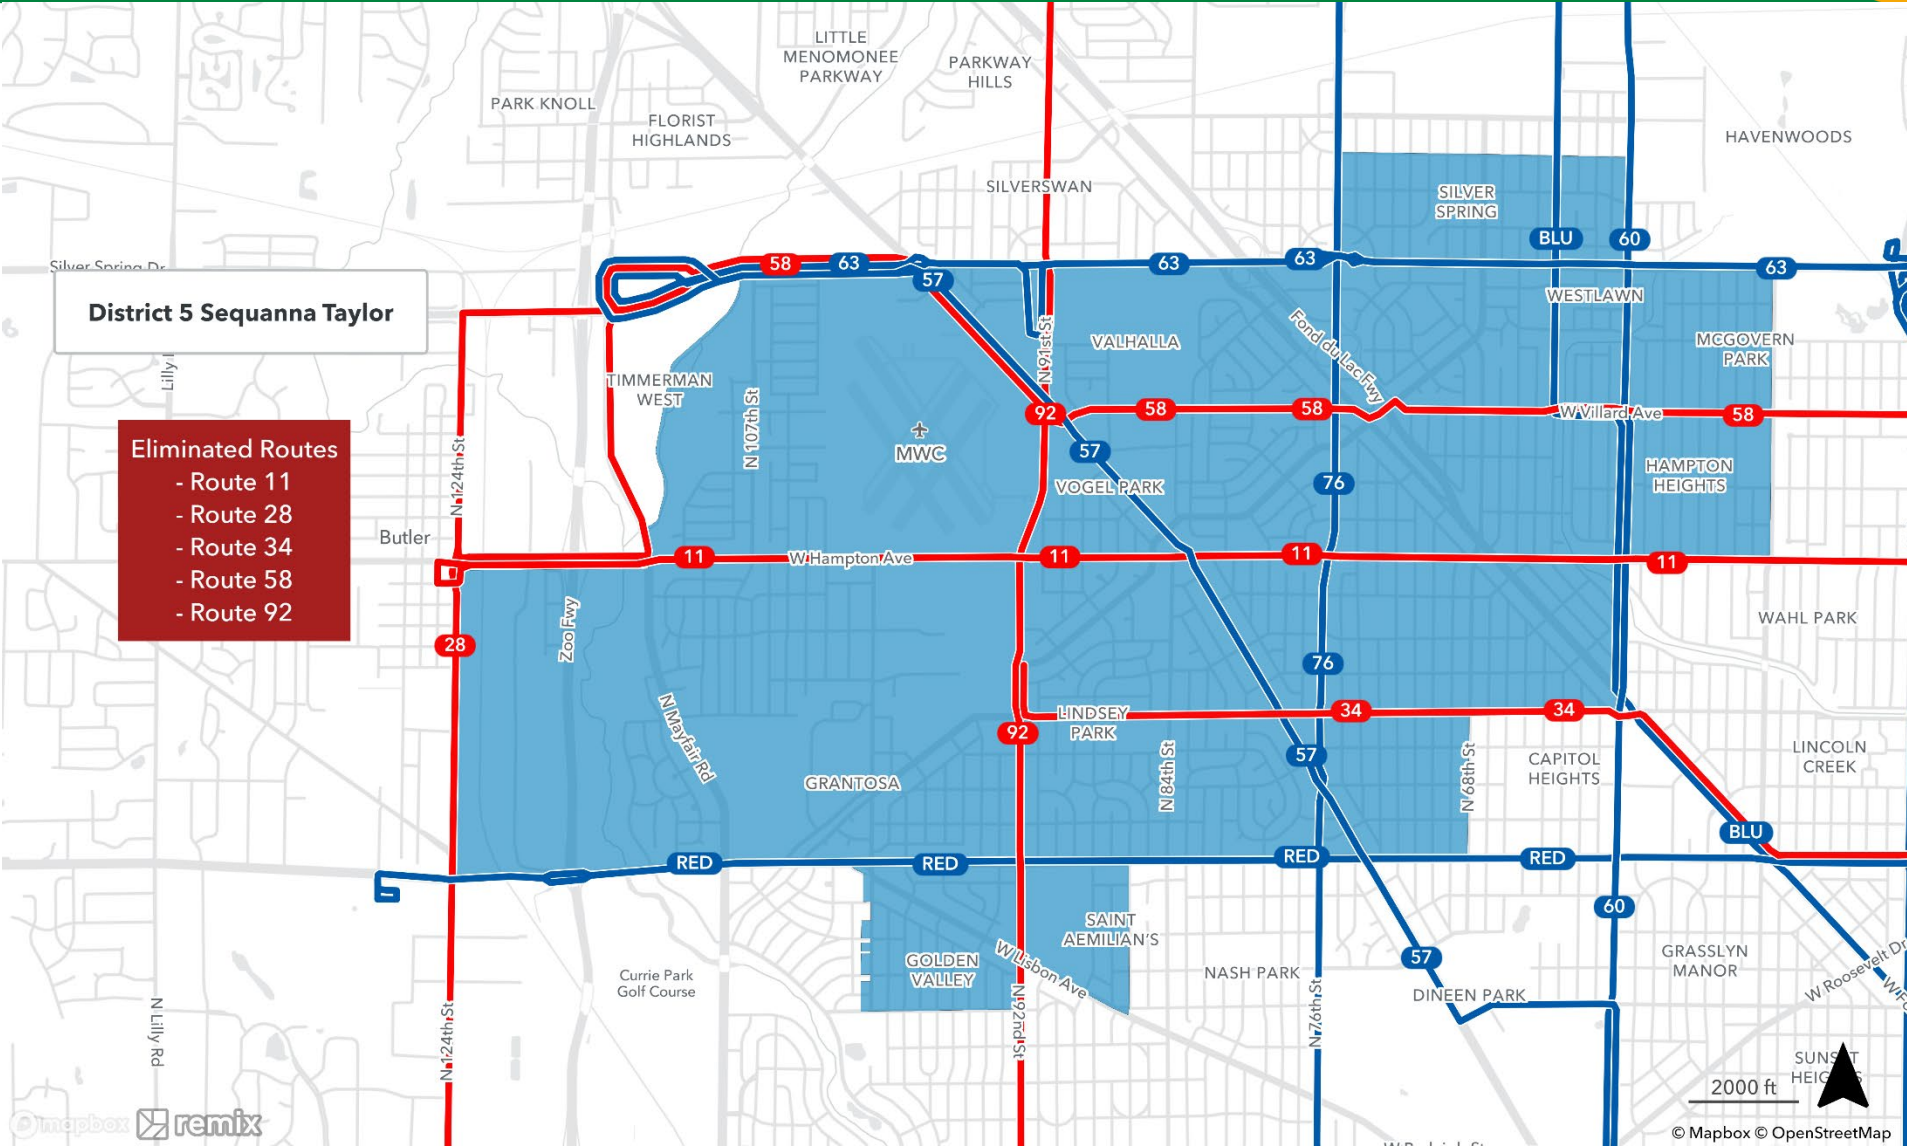 LITTLE
MENOMONEE
PARKWAY
PARKWAY
HILLS
PARK KNOLL
FLORIST
HIGHLANDS
HAVENWOODS
SILVERSWAN
SILVER
SPRING
BLU
60
Silver Spring Dr
58
63
57
63
63
63
District 5 Sequanna Taylor
WESTLAWN
Fond du Lac Fwy
VALHALLA
N 91st St
MCGOVERN
PARK
Lilly
TIMMERMAN
WEST
N 107th St
92
58
58
W Villard Ave
58
MWC
57
VOGEL PARK
76
HAMPTON
HEIGHTS
Eliminated Routes
- Route 11
- Route 28
- Route 34
- Route 58
- Route 92
N 124th St
Butler
11
W Hampton Ave
11
11
11
28
Zoo Fwy
WAHL PARK
76
N Mayfair Rd
92
LINDSEY
PARK
34
34
57
N 84th St
N 68th St
CAPITOL
HEIGHTS
LINCOLN
CREEK
GRANTOSA
BLU
RED
RED
RED
RED
60
SAINT
AEMILIAN'S
GOLDEN
VALLEY
W Lisbon Ave
NASH PARK
57
GRASSLYN
MANOR
W Roosevelt Dr
Currie Park
Golf Course
DINEEN PARK
N Lilly Rd
N 124th St
N 92nd St
N 76th St
SUNSET
HEIGHTS
2000 ft
mapbox
remix
© Mapbox © OpenStreetMap